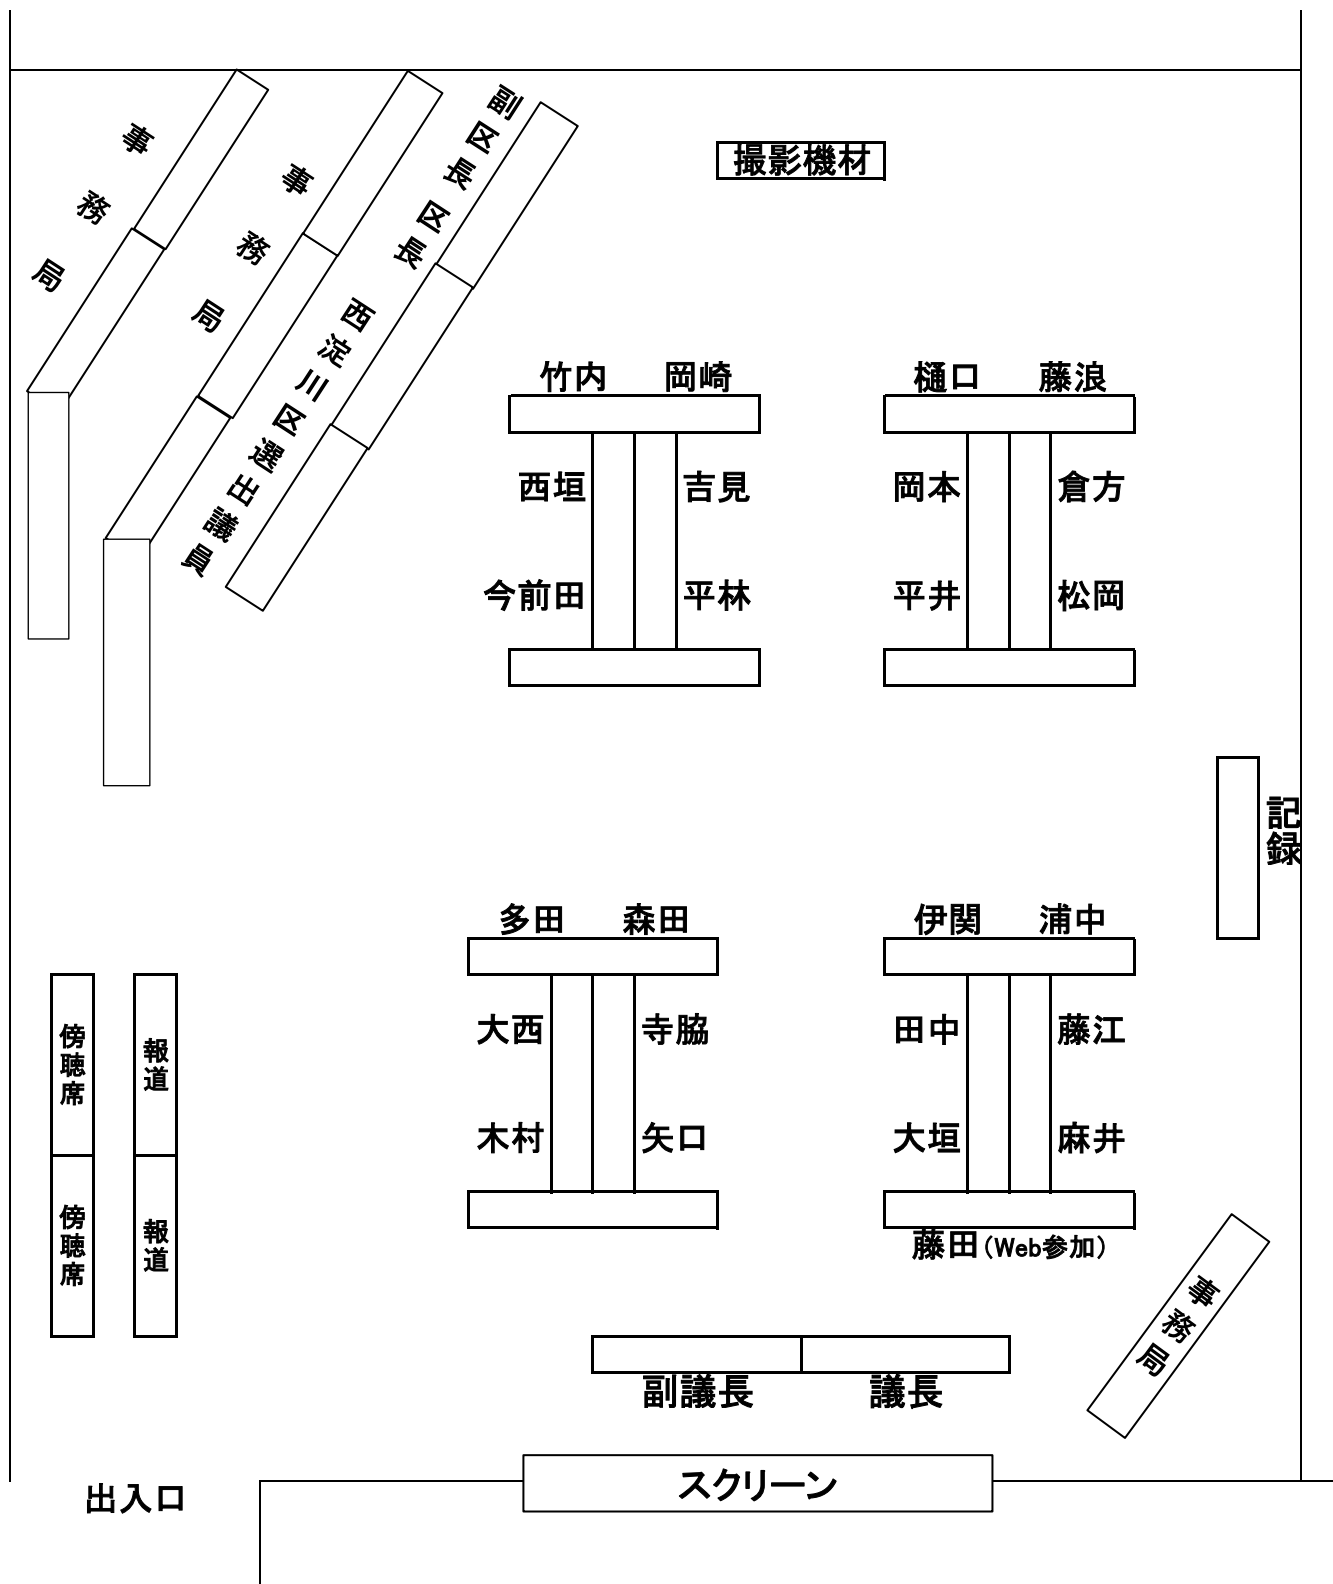 撮影機材
事務局
事務局
副区長 区長 西淀川区選出議員
竹内 岡崎
西垣 吉見
今前田 平林
樋口 藤浪
岡本 倉方
平井 松岡
記録
多田 森田
大西 寺脇
木村 矢口
伊関 浦中
田中 藤江
大垣 麻井
藤田(Web参加)
傍聴席
報道
傍聴席
報道
事務局
副議長 議長
スクリーン
出入口